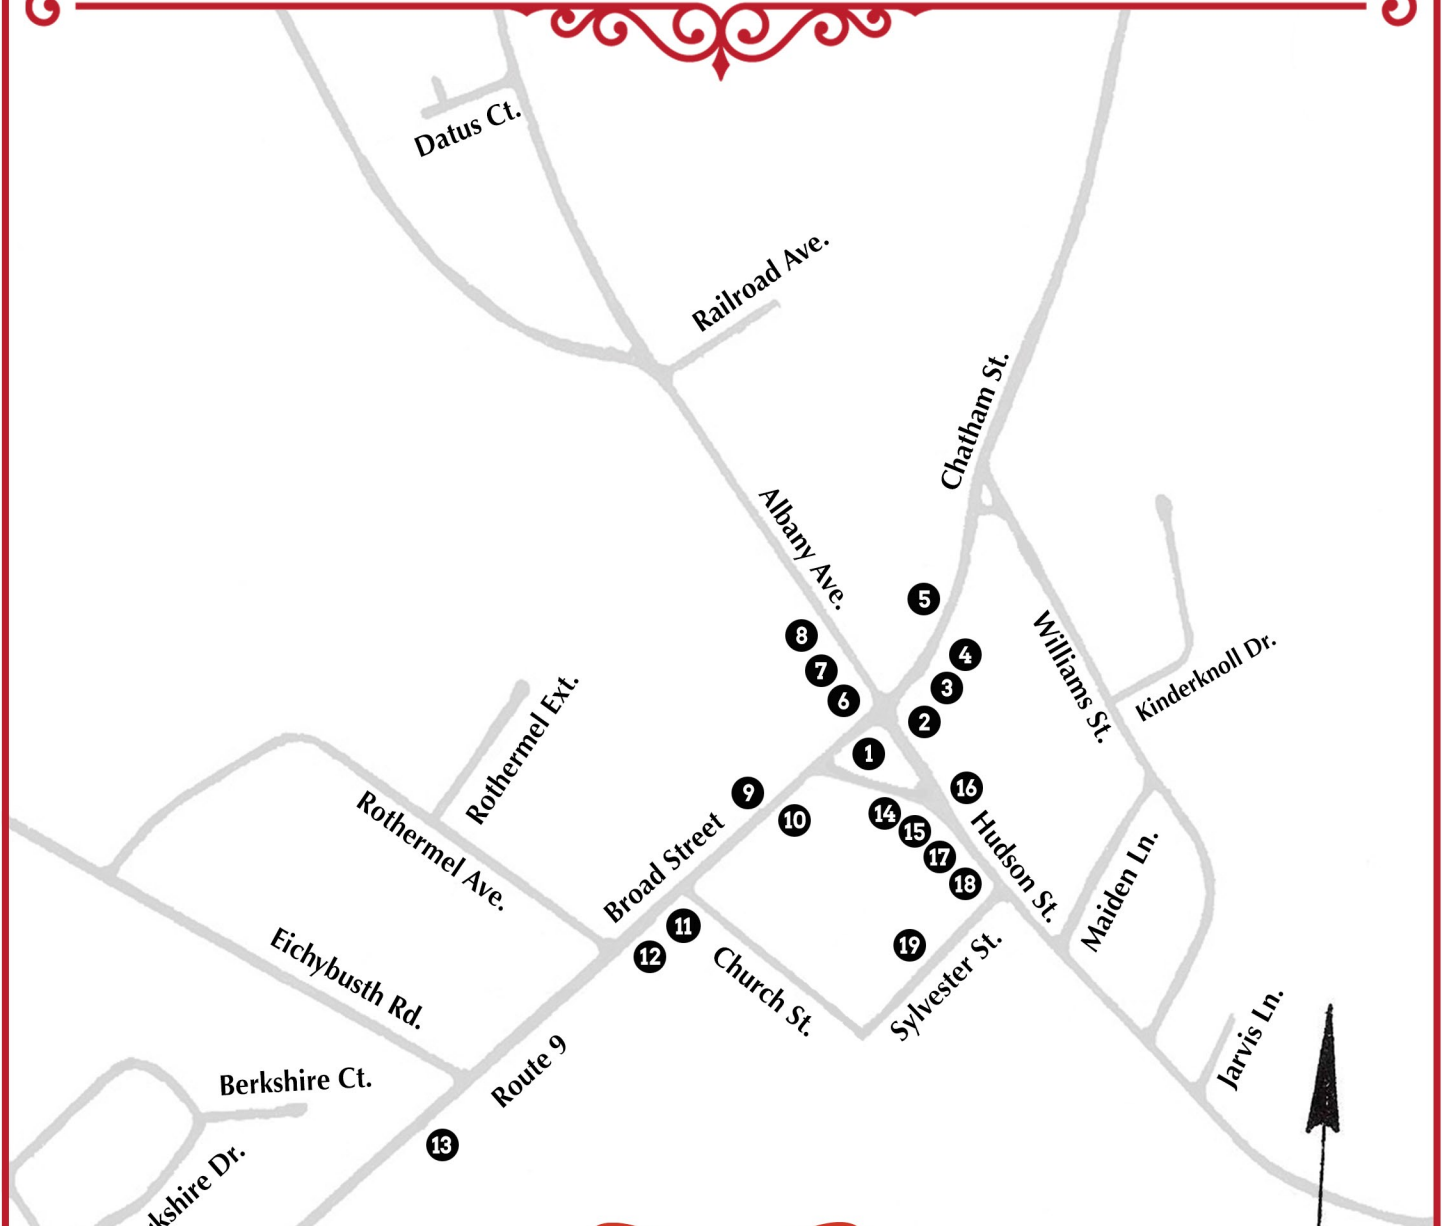 Datus Ct.
Railroad Ave.
Chatham St.
Albany Ave.
5
8
4
7
3
6
Williams St.
Kinderknoll Dr.
2
Rothermel Ext.
1
9
16
10
14
15
Hudson St.
17
18
Rothermel Ave.
Broad Street
Maiden Ln.
11
12
19
Eichybusth Rd.
Church St.
Sylvester St.
Jarvis Ln.
Route 9
Berkshire Ct.
13
kshire Dr.